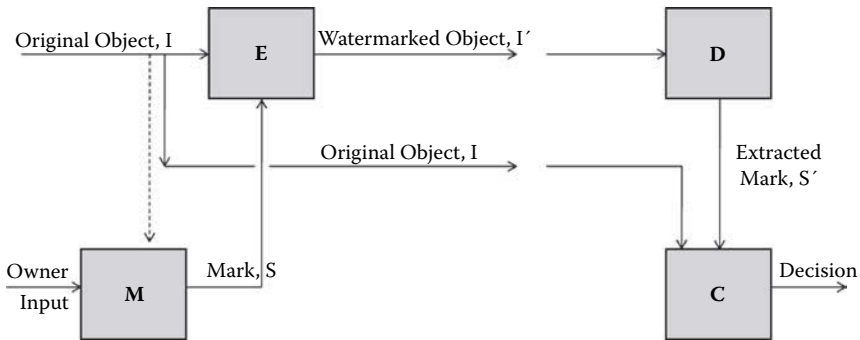 Original Object, I
E
Watermarked Object, I´
D
Original Object, I
Extracted
Mark, S´
Owner
Input
M
Mark, S
C
Decision